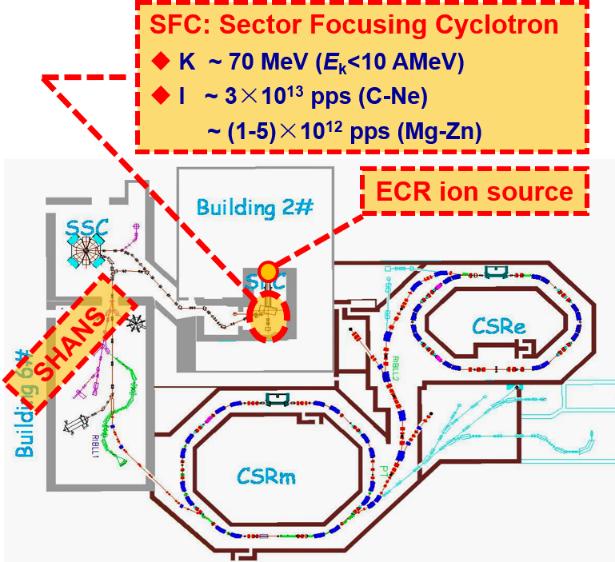 SFC: Sector Focusing Cyclotron
◆ K ~ 70 MeV (Eₖ<10 AMeV)
◆ I ~ 3×10¹³ pps (C-Ne)
~ (1-5)×10¹² pps (Mg-Zn)
ECR ion source
Building 2#
SSC
SFC
SHANS
Building 6#
CSRe
RIBLL2
RIBLL1
CSRm
PT